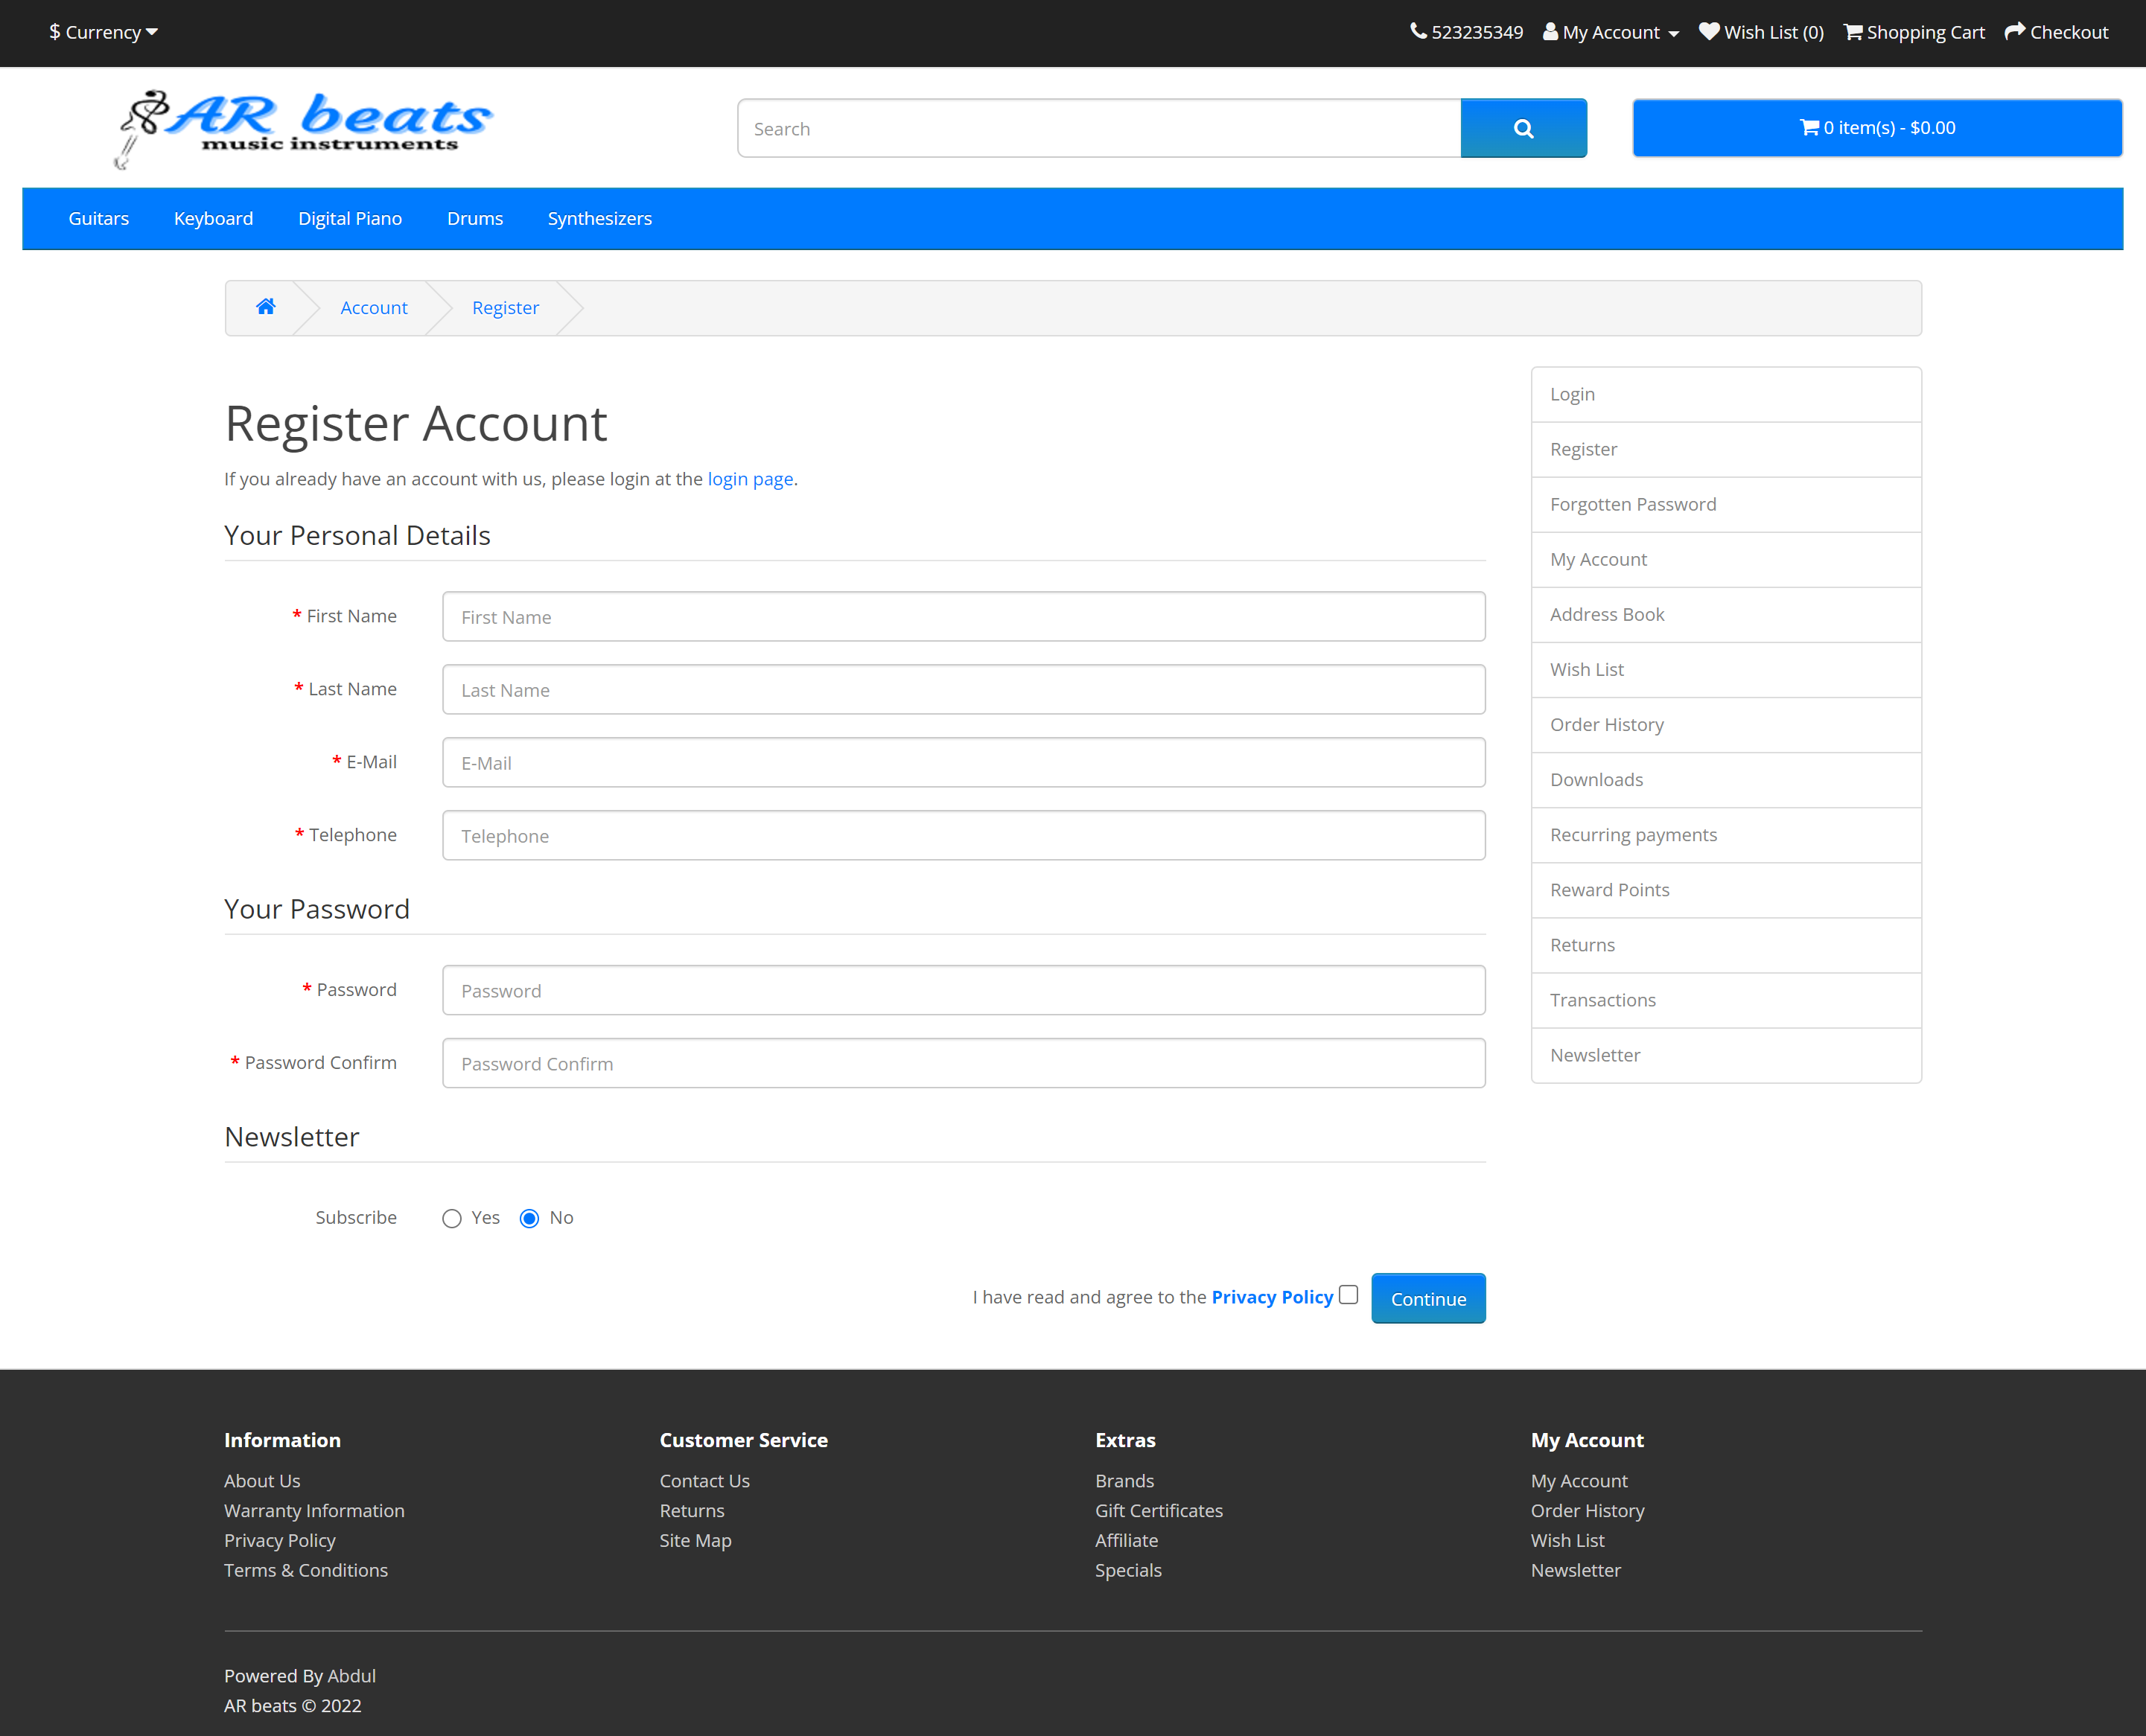 $ Currency
523235349 My Account Wish List (0) Shopping Cart Checkout
AR beats
music instruments
Search
0 item(s) - $0.00
Guitars Keyboard Digital Piano Drums Synthesizers
Account Register
Register Account
If you already have an account with us, please login at the login page.
Your Personal Details
* First Name
First Name
* Last Name
Last Name
* E-Mail
E-Mail
* Telephone
Telephone
Your Password
* Password
Password
* Password Confirm
Password Confirm
Newsletter
Subscribe Yes No
I have read and agree to the Privacy Policy Continue
Login
Register
Forgotten Password
My Account
Address Book
Wish List
Order History
Downloads
Recurring payments
Reward Points
Returns
Transactions
Newsletter
Information
About Us
Warranty Information
Privacy Policy
Terms & Conditions
Customer Service
Contact Us
Returns
Site Map
Extras
Brands
Gift Certificates
Affiliate
Specials
My Account
My Account
Order History
Wish List
Newsletter
Powered By Abdul
AR beats © 2022